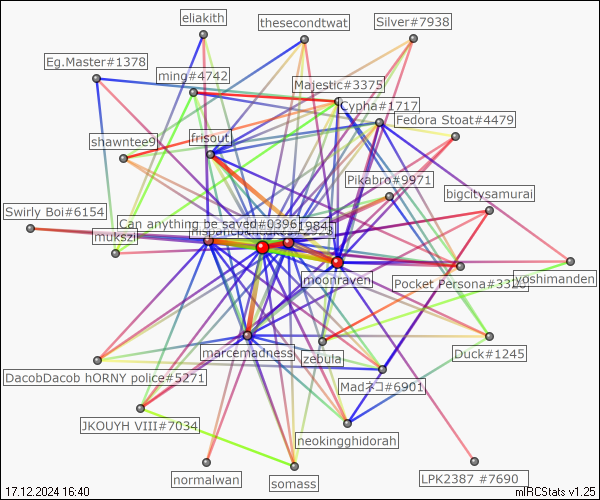 eliakith
thesecondtwat
Silver#7938
Eg.Master#1378
ming#4742
Majestic#3375
Cypha#1717
Fedora Stoat#4479
shawntee9
frisout
Pikabro#9971
bigcitysamurai
Swirly Boi#6154
Can anything be saved#0396
mukszi
moonraven
Pocket Persona#3323
yoshimanden
marcemadness
zebula
Duck#1245
DacobDacob hORNY police#5271
Madネコ#6901
JKOUYH VIII#7034
neokingghidorah
normalwan
somass
LPK2387 #7690
17.12.2024 16:40
mIRCStats v1.25